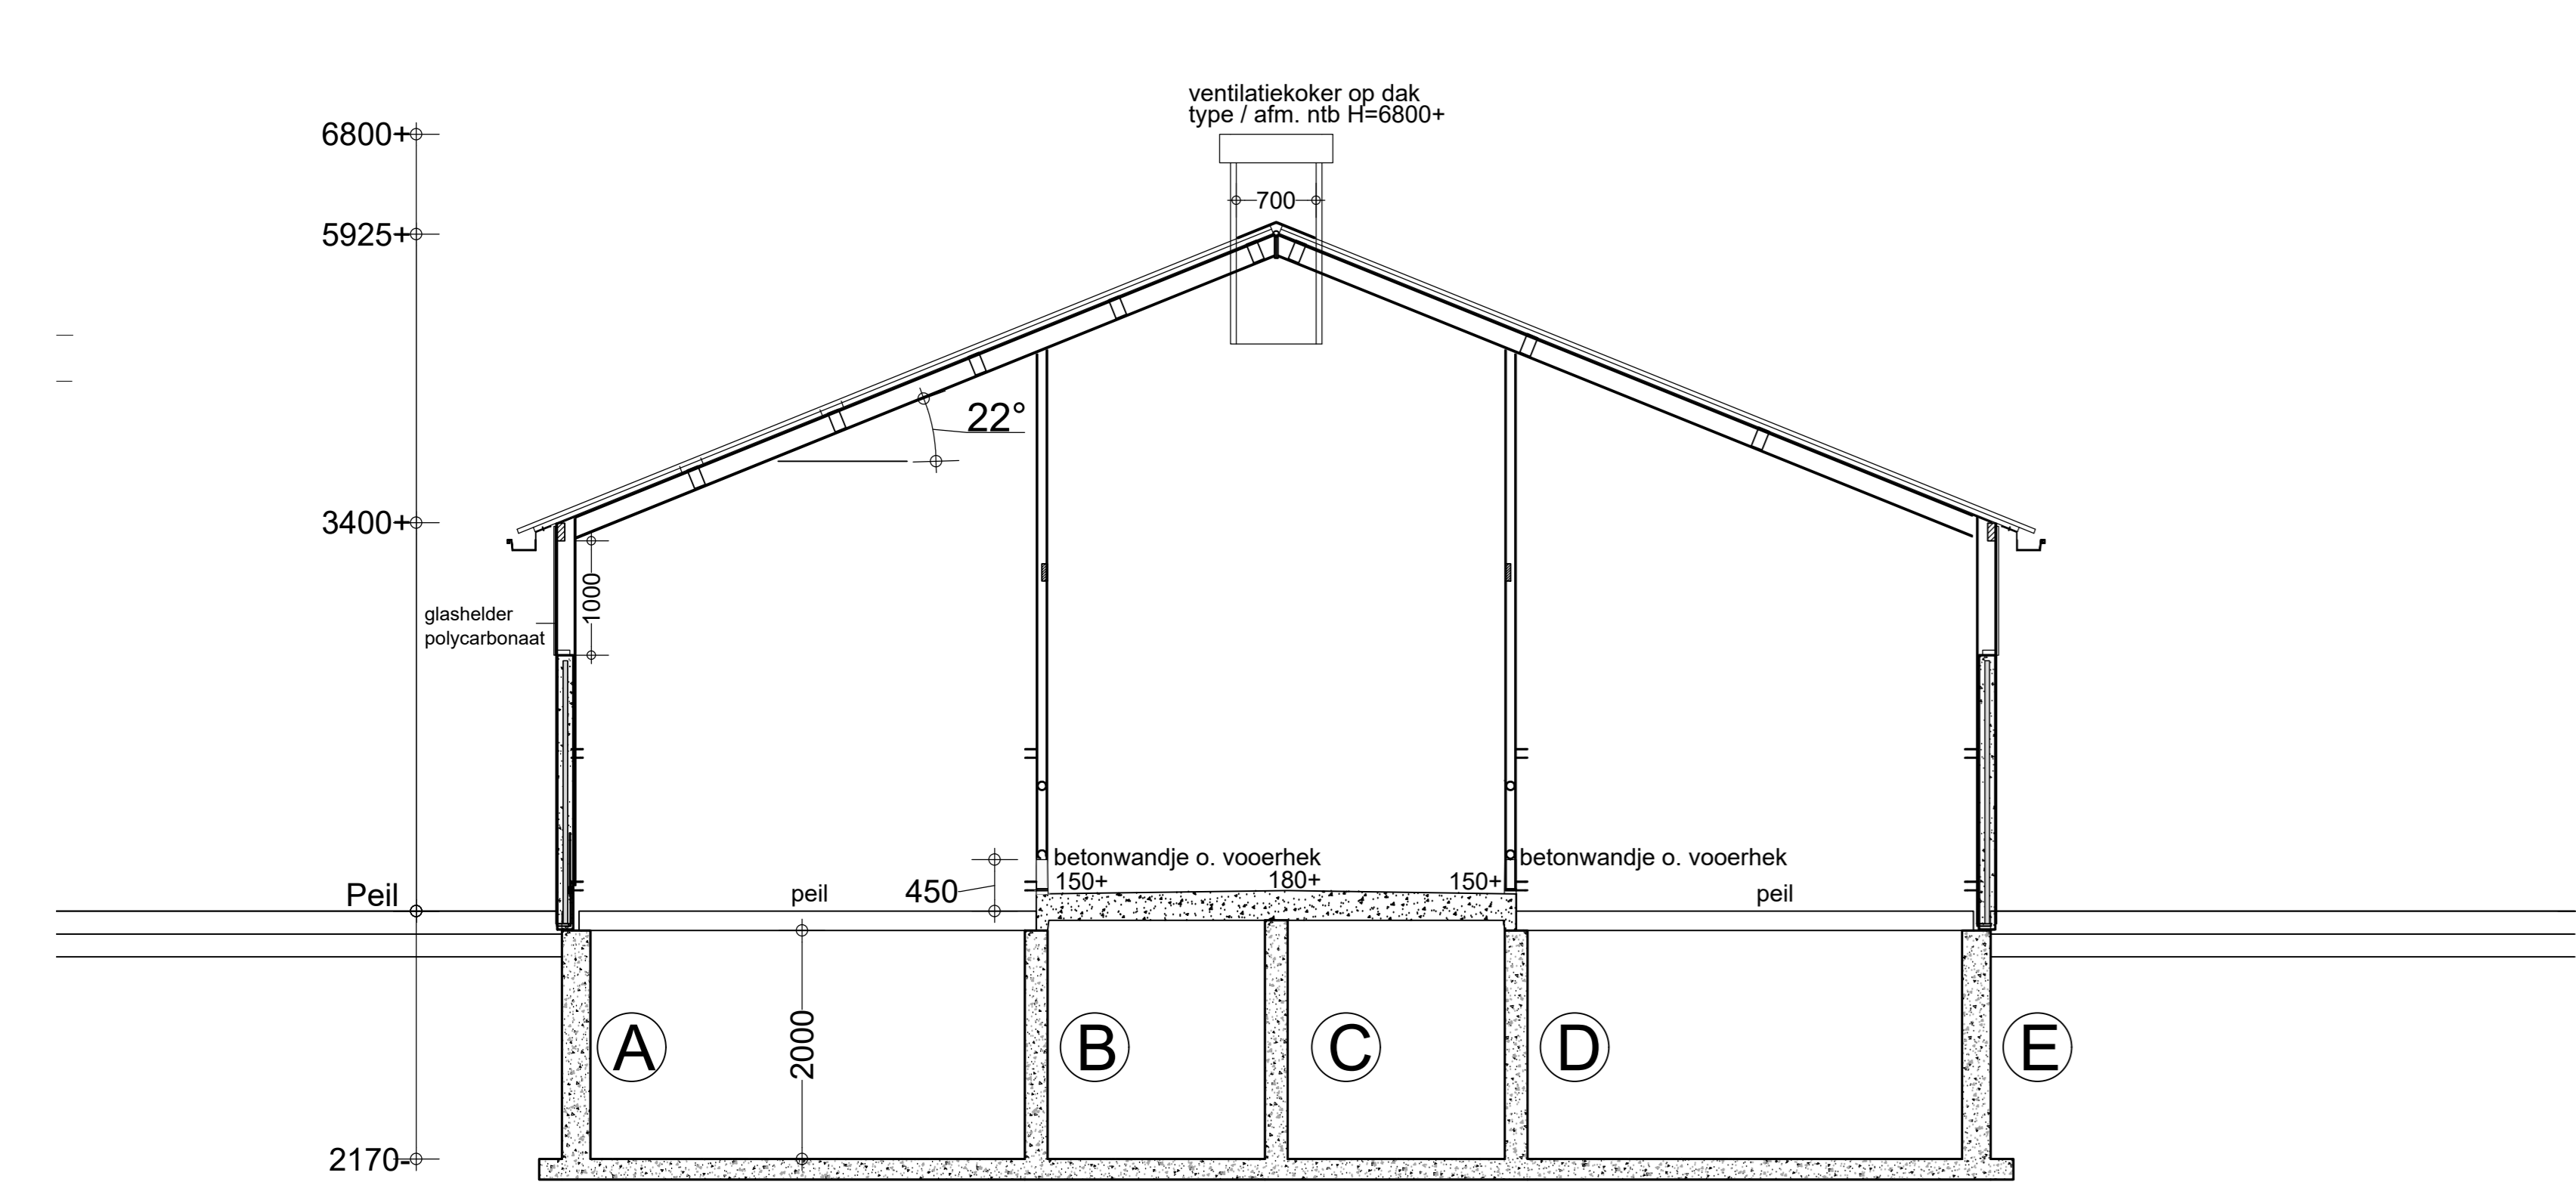 ventilatiekoker op dak
type / afm. ntb H=6800+
6800+
700
5925+
22°
3400+
1000
glashelder
polycarbonaat
betonwandje o. vooerhek
betonwandje o. vooerhek
150+
180+
150+
Peil
peil
450
peil
2000
A
B
C
D
E
2170-